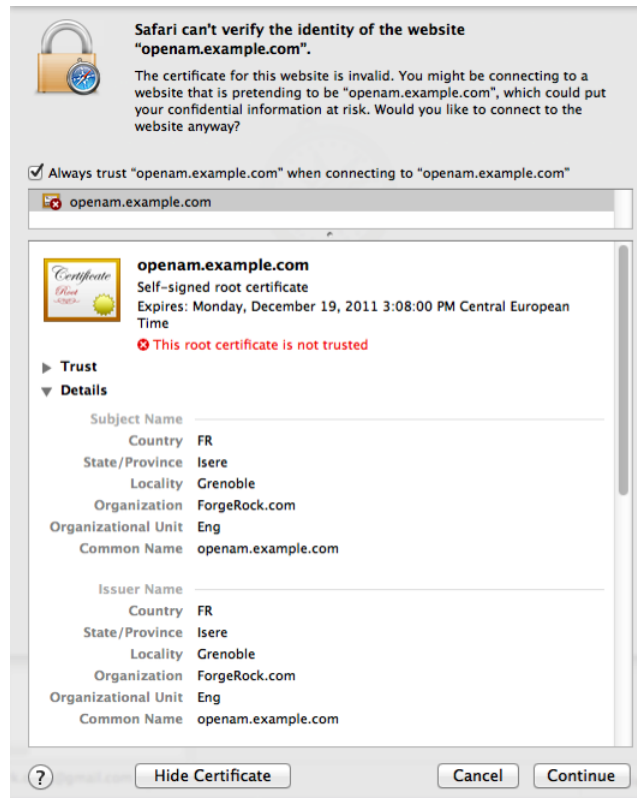 Safari can't verify the identity of the website
“openam.example.com”.
The certificate for this website is invalid. You might be connecting to a
website that is pretending to be “openam.example.com”, which could put
your confidential information at risk. Would you like to connect to the
website anyway?
Always trust “openam.example.com” when connecting to “openam.example.com”
openam.example.com
Certificate
Root
openam.example.com
Self-signed root certificate
Expires: Monday, December 19, 2011 3:08:00 PM Central European
Time
This root certificate is not trusted
Trust
Details
Subject Name
Country FR
State/Province Isere
Locality Grenoble
Organization ForgeRock.com
Organizational Unit Eng
Common Name openam.example.com
Issuer Name
Country FR
State/Province Isere
Locality Grenoble
Organization ForgeRock.com
Organizational Unit Eng
Common Name openam.example.com
? Hide Certificate Cancel Continue